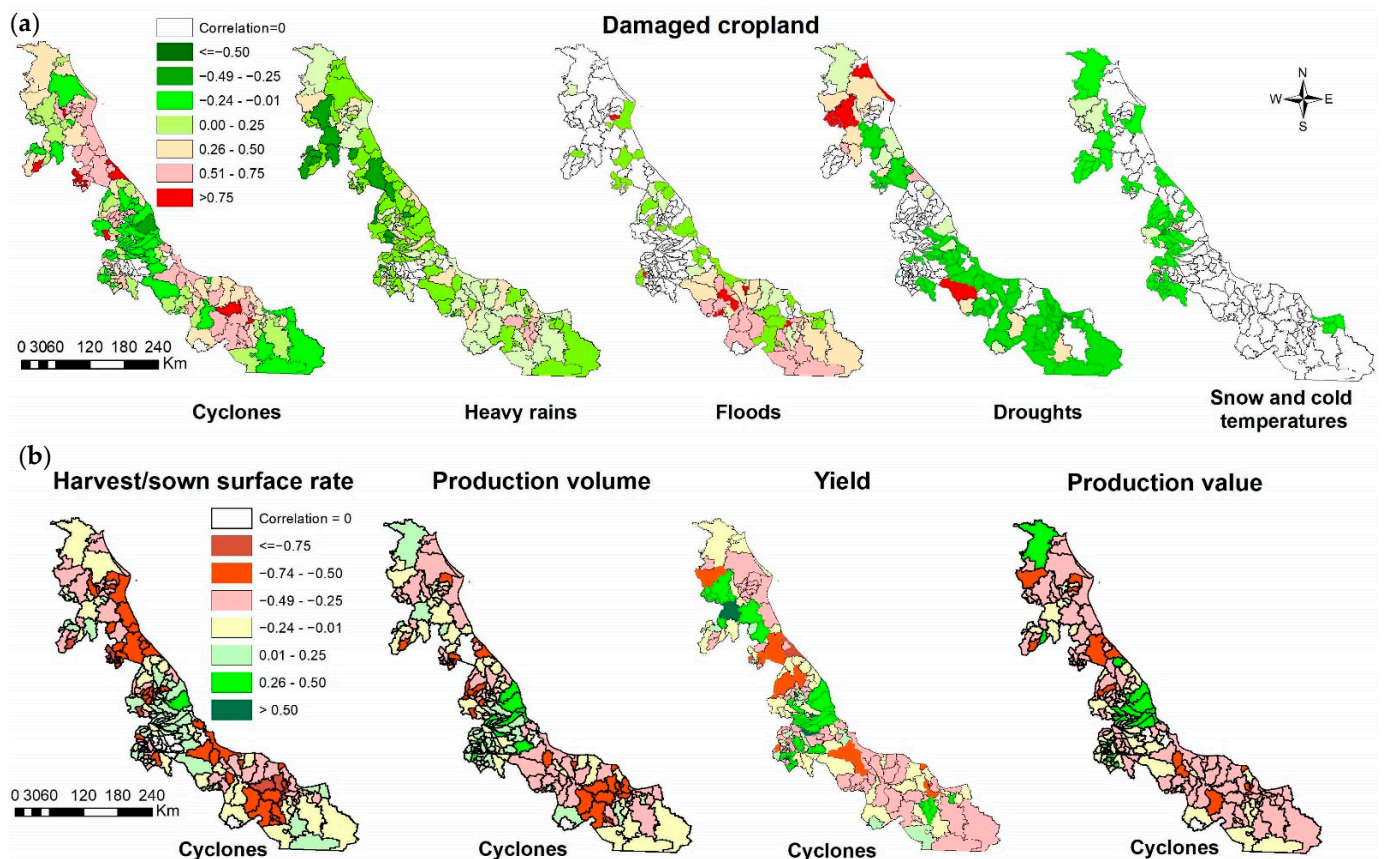 (a)
Damaged cropland
Correlation=0
<=−0.50
−0.49 - −0.25
−0.24 - −0.01
0.00 - 0.25
0.26 - 0.50
0.51 - 0.75
>0.75
N
W E
S
0 3060 120 180 240
Km
Cyclones
Heavy rains
Floods
Droughts
Snow and cold
temperatures
(b)
Harvest/sown surface rate
Production volume
Yield
Production value
Correlation = 0
<=−0.75
−0.74 - −0.50
−0.49 - −0.25
−0.24 - −0.01
0.01 - 0.25
0.26 - 0.50
> 0.50
0 3060 120 180 240
Km
Cyclones
Cyclones
Cyclones
Cyclones